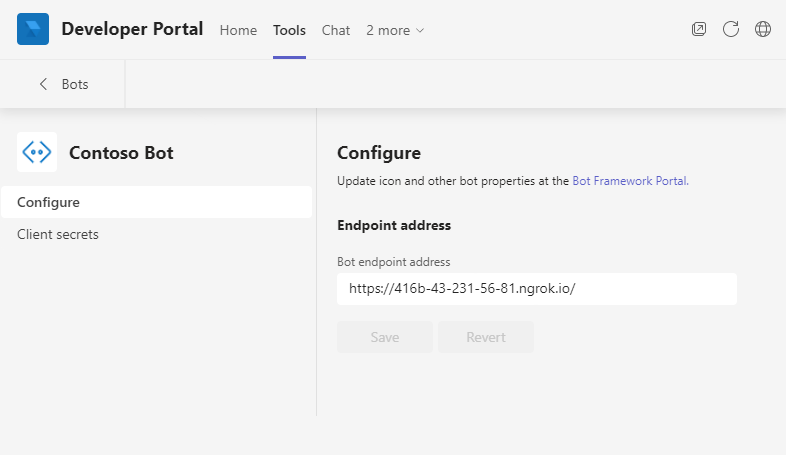 Developer Portal Home Tools Chat 2 more
Bots
Contoso Bot
Configure
Client secrets
Configure
Update icon and other bot properties at the Bot Framework Portal.
Endpoint address
Bot endpoint address
https://416b-43-231-56-81.ngrok.io/
Save Revert